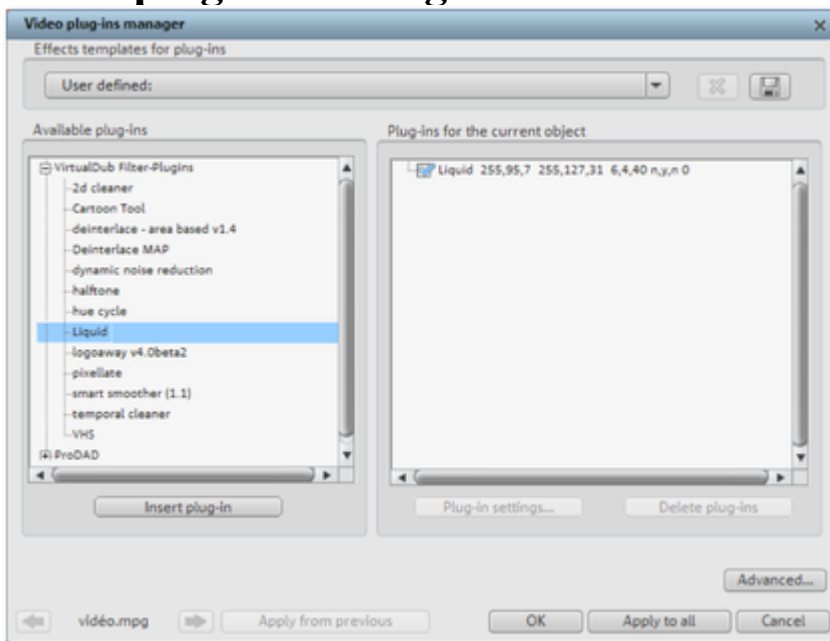 Video plug-ins manager
Effects templates for plug-ins
User defined:
Available plug-ins
VirtualDub Filter-Plugins
2d cleaner
Cartoon Tool
deinterlace - area based v1.4
Deinterlace MAP
dynamic noise reduction
halftone
hue cycle
Liquid
logoaway v4.0beta2
pixellate
smart smoother (1.1)
temporal cleaner
VHS
ProDAD
Insert plug-in
Plug-ins for the current object
Liquid 255,95,7 255,127,31 6,4,40 n,y,n 0
Plug-in settings... Delete plug-ins
Advanced...
vidéo.mpg Apply from previous OK Apply to all Cancel